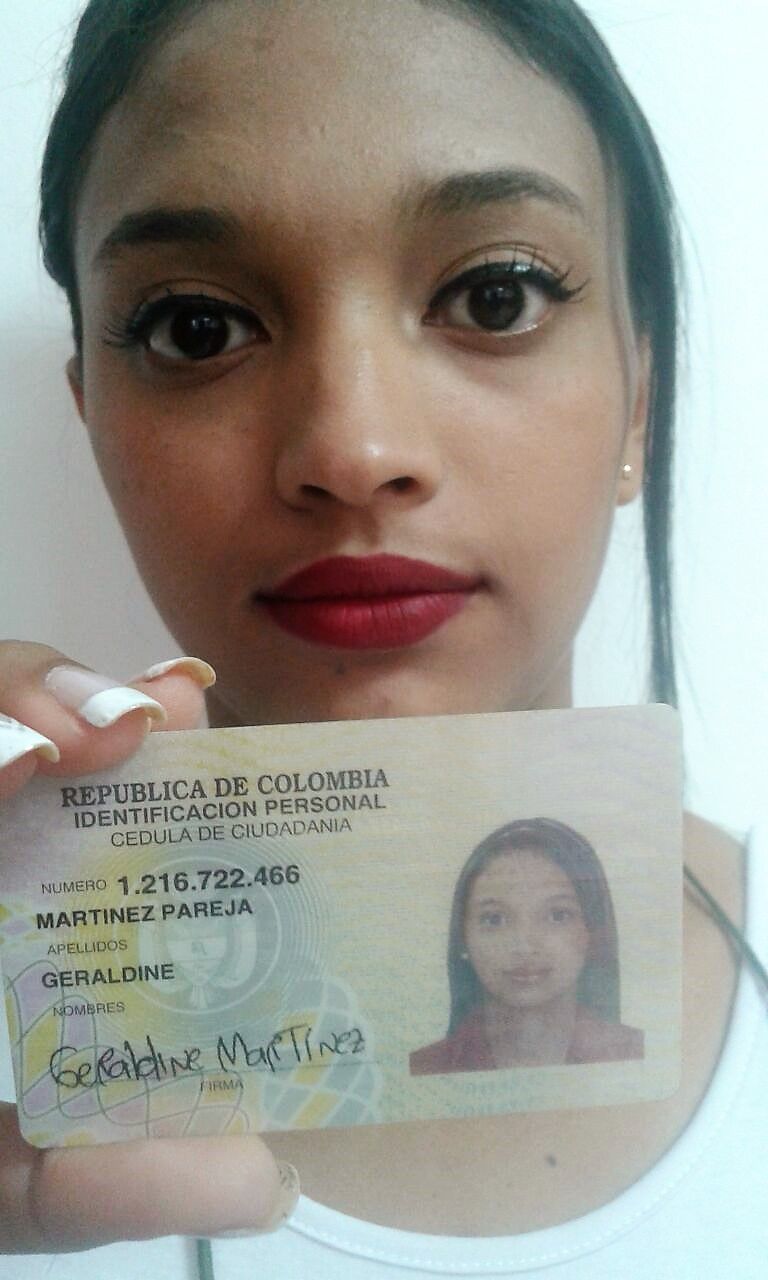 REPUBLICA DE COLOMBIA
IDENTIFICACION PERSONAL
CEDULA DE CIUDADANIA
NUMERO 1.216.722.466
MARTINEZ PAREJA
APELLIDOS
GERALDINE
NOMBRES
Geraldine MarTinez
FIRMA